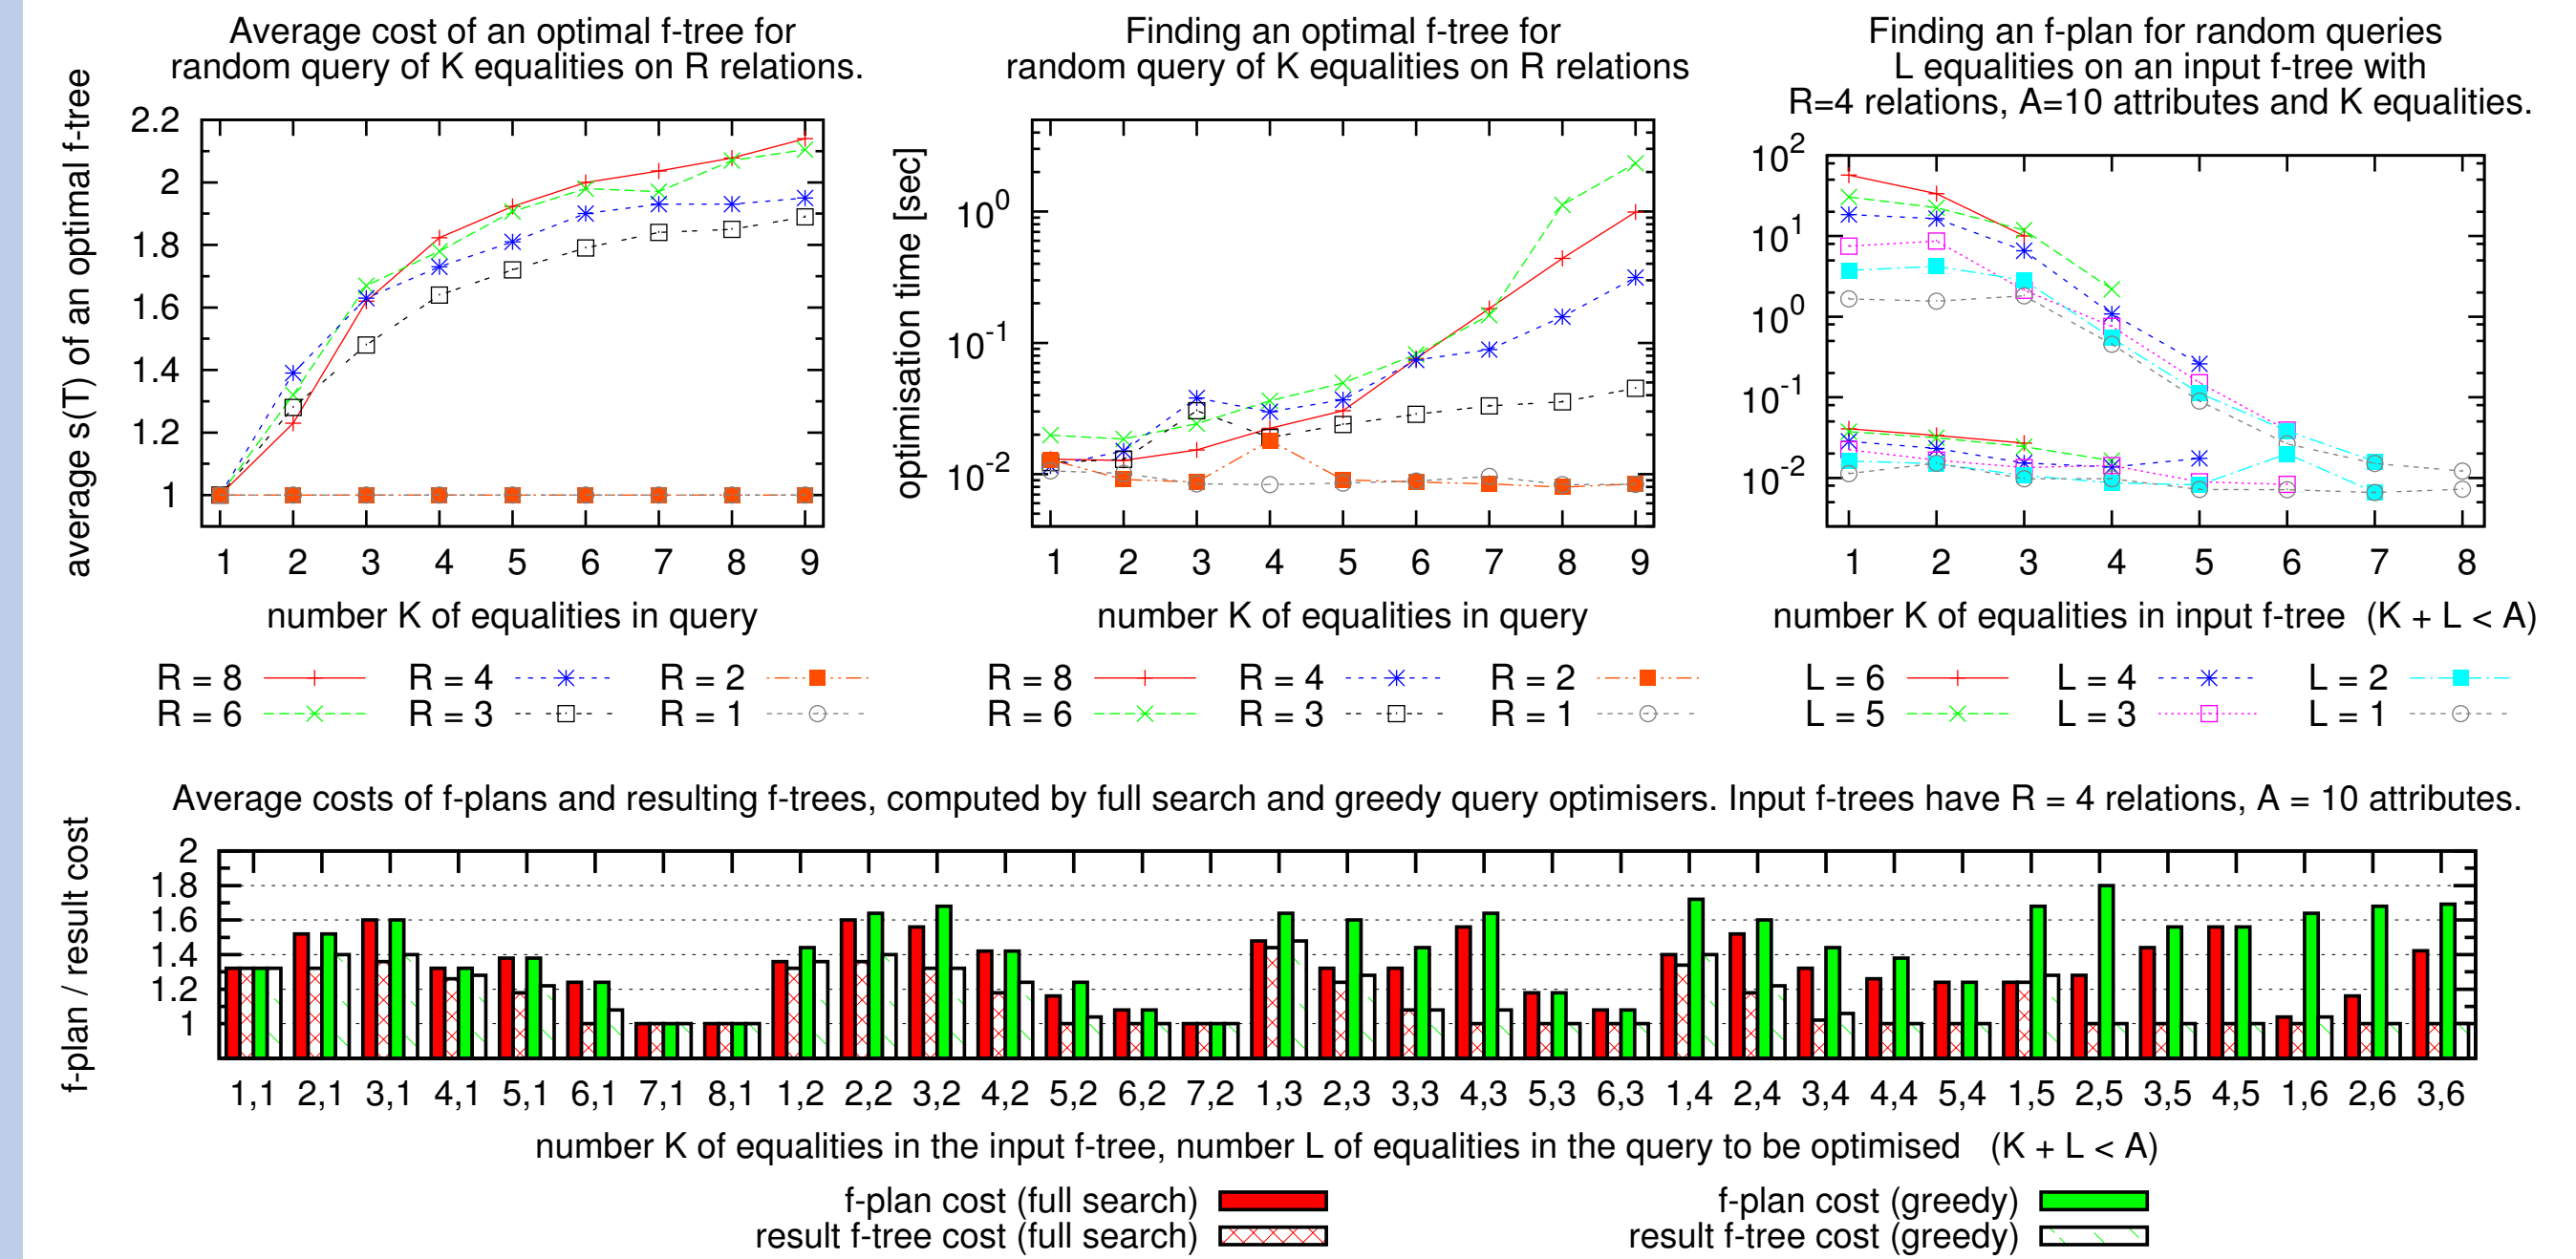 Average cost of an optimal f-tree for
random query of K equalities on R relations.
average s(T) of an optimal f-tree
2.2
2
1.8
1.6
1.4
1.2
1
1 2 3 4 5 6 7 8 9
number K of equalities in query
R = 8 R = 4 R = 2
R = 6 R = 3 R = 1
Finding an optimal f-tree for
random query of K equalities on R relations
optimisation time [sec]
10^0
10^-1
10^-2
1 2 3 4 5 6 7 8 9
number K of equalities in query
R = 8 R = 4 R = 2
R = 6 R = 3 R = 1
Finding an f-plan for random queries
L equalities on an input f-tree with
R=4 relations, A=10 attributes and K equalities.
10^2
10^1
10^0
10^-1
10^-2
1 2 3 4 5 6 7 8
number K of equalities in input f-tree (K + L < A)
L = 6 L = 4 L = 2
L = 5 L = 3 L = 1
Average costs of f-plans and resulting f-trees, computed by full search and greedy query optimisers. Input f-trees have R = 4 relations, A = 10 attributes.
f-plan / result cost
2
1.8
1.6
1.4
1.2
1
1,1 2,1 3,1 4,1 5,1 6,1 7,1 8,1 1,2 2,2 3,2 4,2 5,2 6,2 7,2 1,3 2,3 3,3 4,3 5,3 6,3 1,4 2,4 3,4 4,4 5,4 1,5 2,5 3,5 4,5 1,6 2,6 3,6
number K of equalities in the input f-tree, number L of equalities in the query to be optimised (K + L < A)
f-plan cost (full search) f-plan cost (greedy)
result f-tree cost (full search) result f-tree cost (greedy)